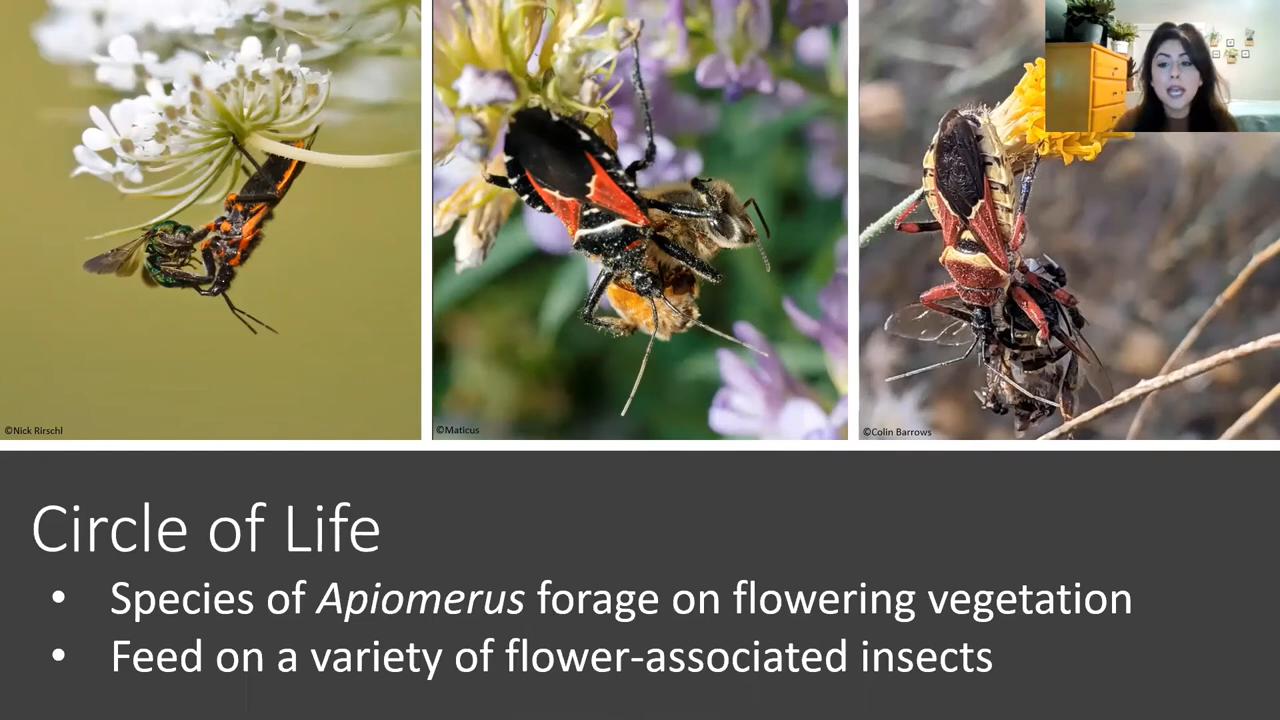 ©Nick Rirschl
©Maticus
©Colin Barrows
Circle of Life
• Species of Apiomerus forage on flowering vegetation
• Feed on a variety of flower-associated insects